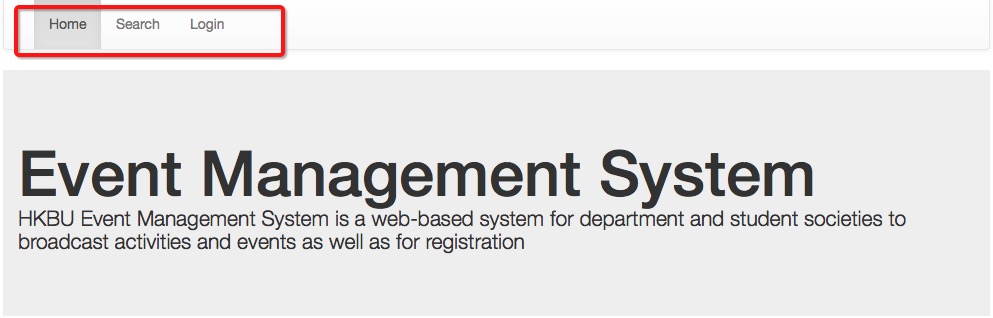 Home Search Login
Event Management System
HKBU Event Management System is a web-based system for department and student societies to
broadcast activities and events as well as for registration